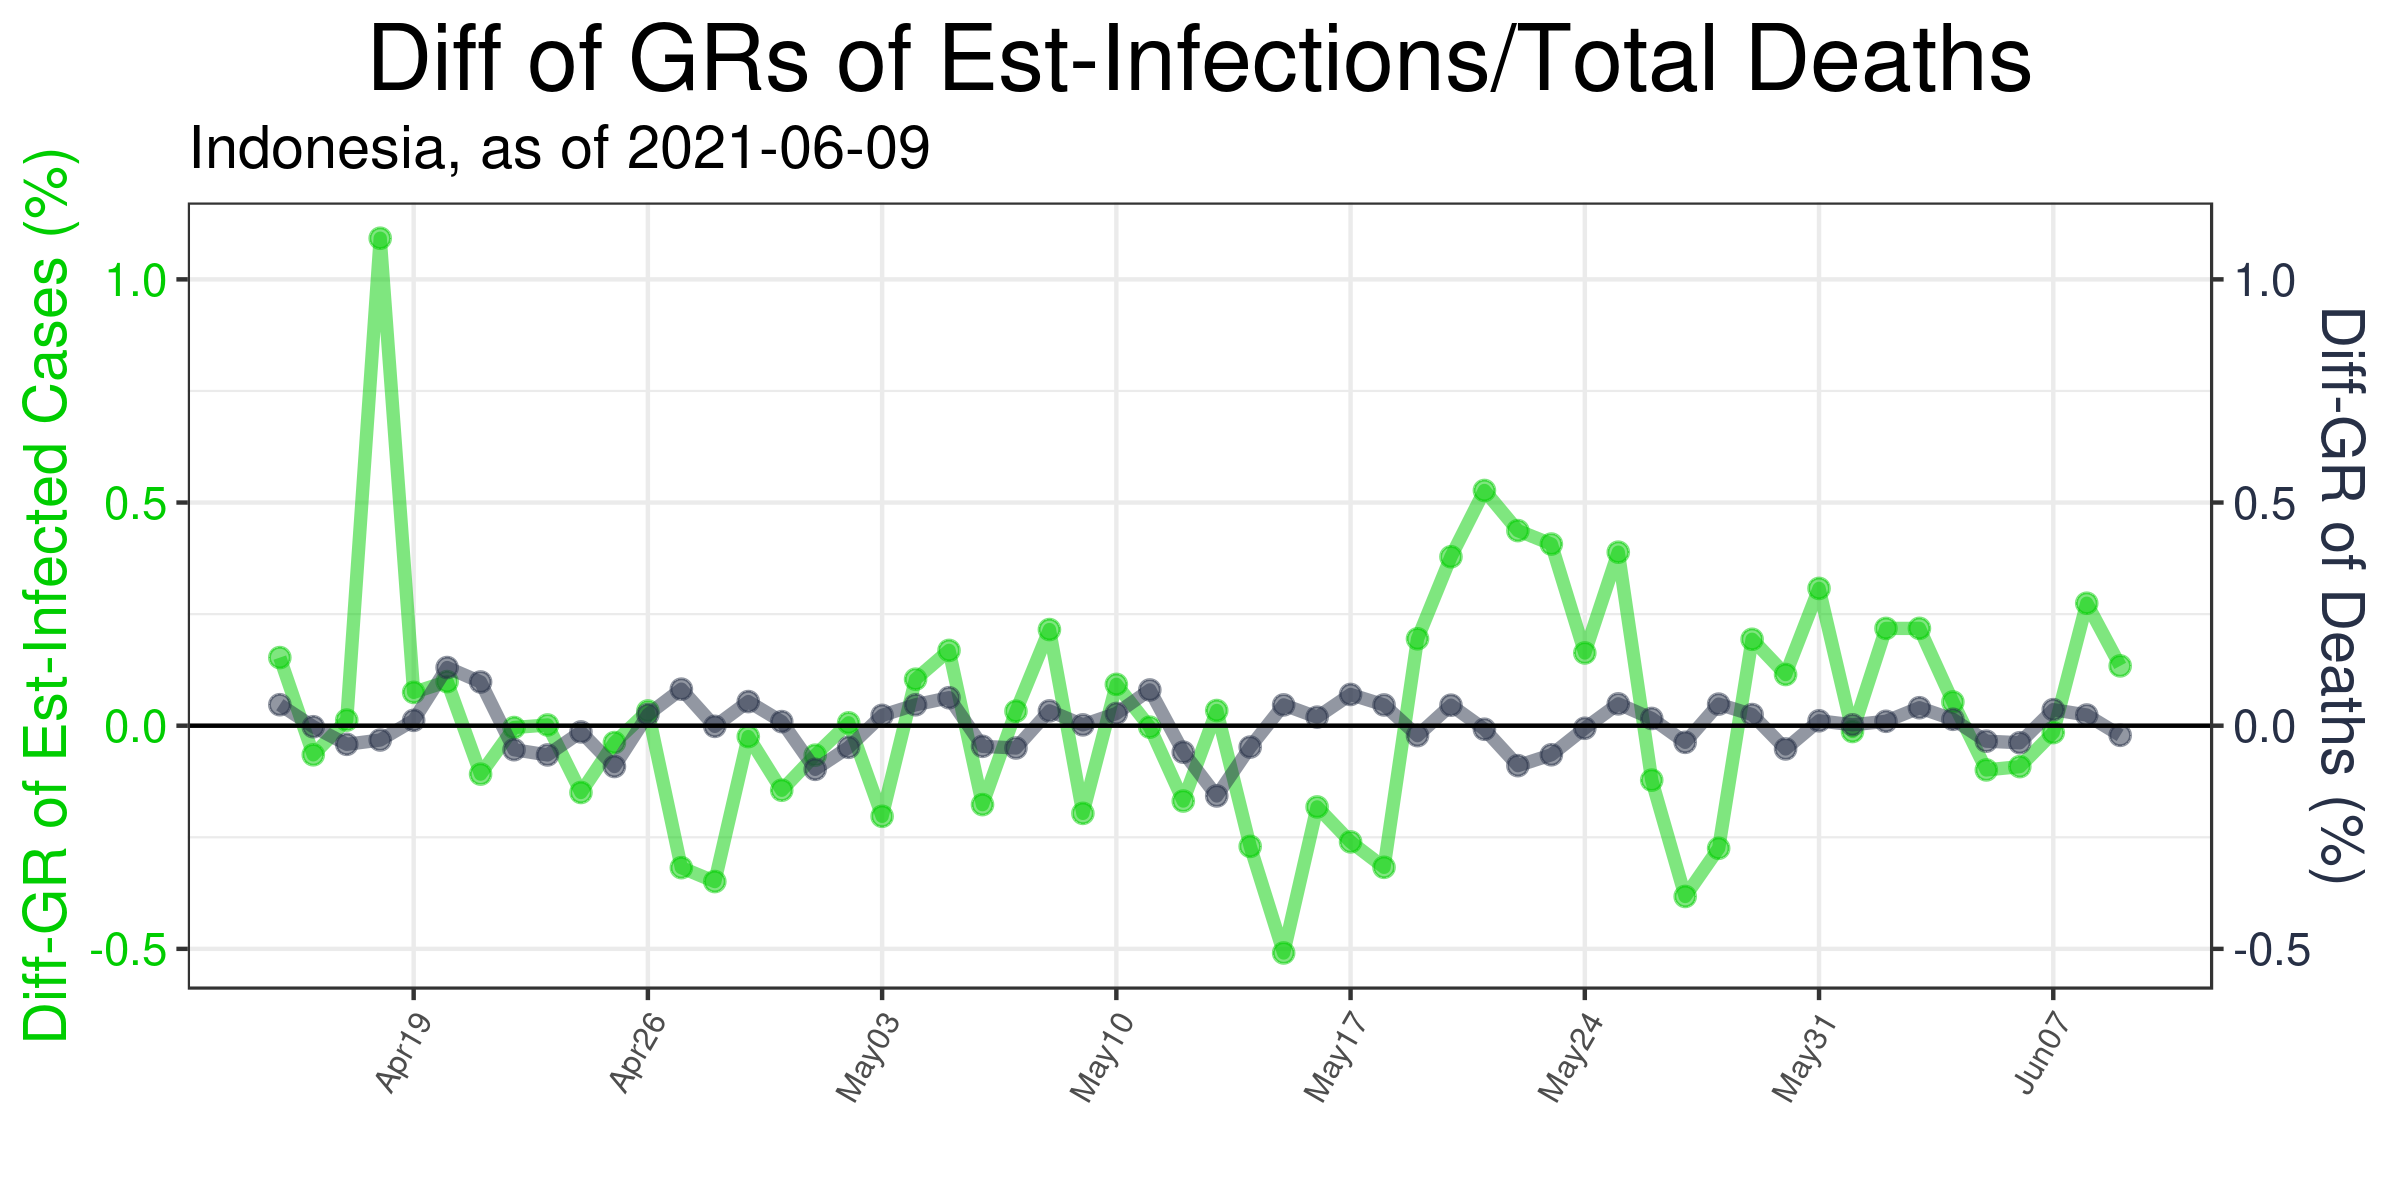 Diff of GRs of Est-Infections/Total Deaths
Indonesia, as of 2021-06-09
Diff-GR of Est-Infected Cases (%)
1.0
0.5
0.0
-0.5
1.0
0.5
0.0
-0.5
Diff-GR of Deaths (%)
Apr19
Apr26
May03
May10
May17
May24
May31
Jun07